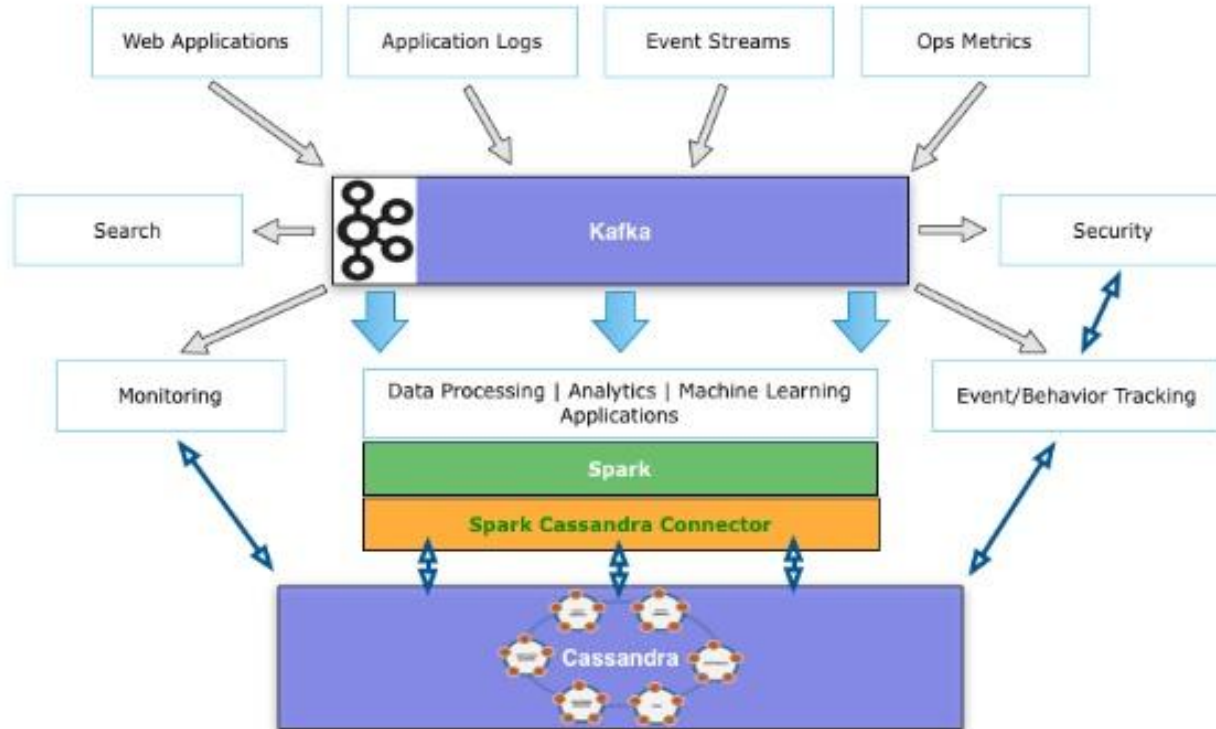 Web Applications
Application Logs
Event Streams
Ops Metrics
Search
Kafka
Security
Monitoring
Data Processing | Analytics | Machine Learning
Applications
Event/Behavior Tracking
Spark
Spark Cassandra Connector
Cassandra